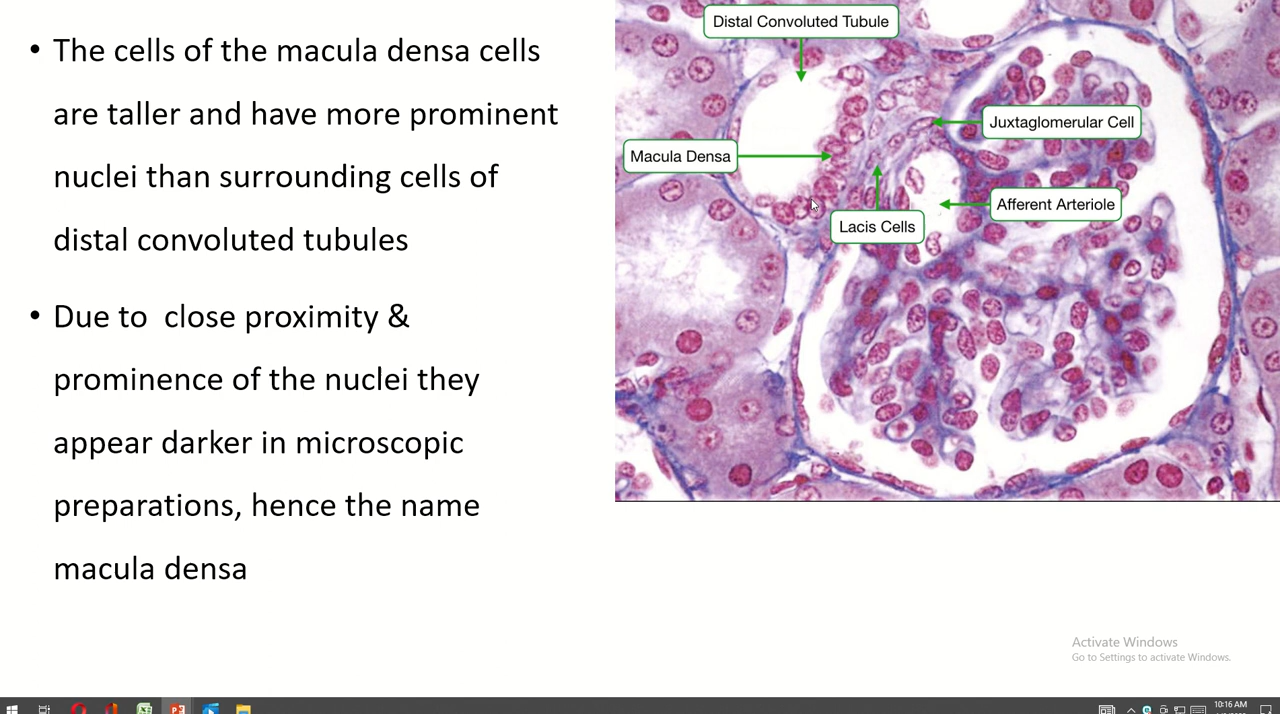 • The cells of the macula densa cells
are taller and have more prominent
nuclei than surrounding cells of
distal convoluted tubules
• Due to  close proximity &
prominence of the nuclei they
appear darker in microscopic
preparations, hence the name
macula densa
Distal Convoluted Tubule
Juxtaglomerular Cell
Macula Densa
Afferent Arteriole
Lacis Cells
Activate Windows
Go to Settings to activate Windows.
10:16 AM